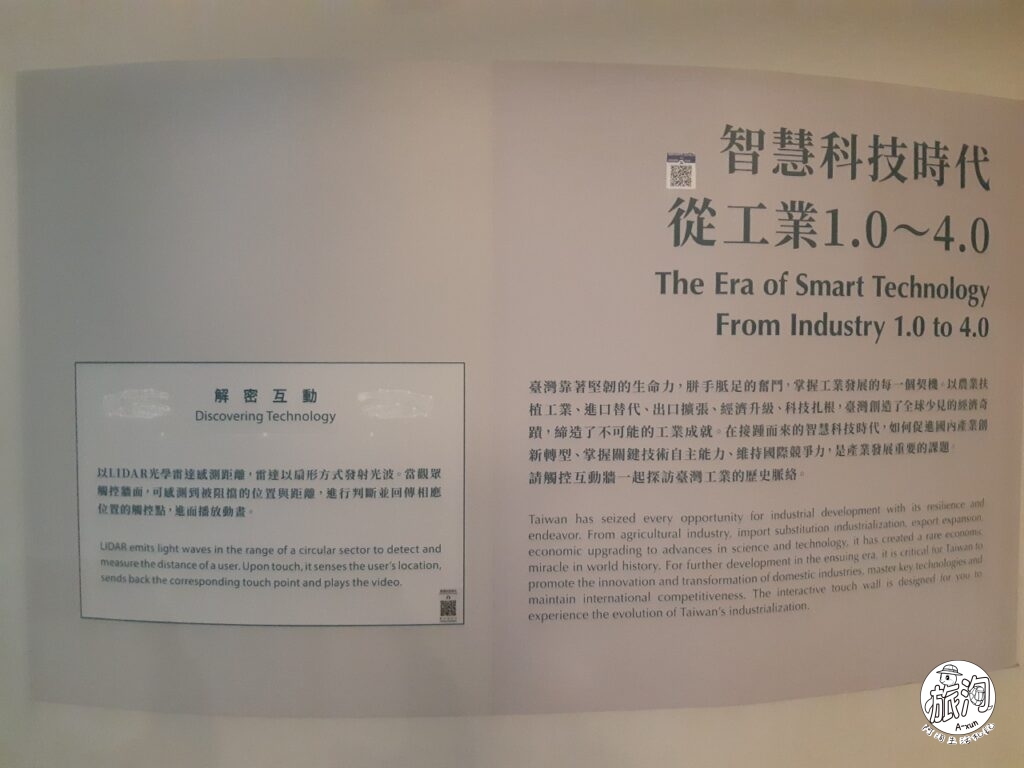 智慧科技時代
從工業1.0～4.0
The Era of Smart Technology
From Industry 1.0 to 4.0
臺灣靠著堅韌的生命力，胼手胝足的奮鬥，掌握工業發展的每一個契機。以農業扶
植工業、進口替代、出口擴張、經濟升級、科技扎根，臺灣創造了全球少見的經濟奇
蹟，締造了不可能的工業成就。在接踵而來的智慧科技時代，如何促進國內產業創
新轉型、掌握關鍵技術自主能力、維持國際競爭力，是產業發展重要的課題。
請觸控互動牆一起探訪臺灣工業的歷史脈絡。
Taiwan has seized every opportunity for industrial development with its resilience and
endeavor. From agricultural industry, import substitution industrialization, export expansion,
economic upgrading to advances in science and technology, it has created a rare economic
miracle in world history. For further development in the ensuing era, it is critical for Taiwan to
promote the innovation and transformation of domestic industries, master key technologies and
maintain international competitiveness. The interactive touch wall is designed for you to
experience the evolution of Taiwan's industrialization.
解密互動
Discovering Technology
以LIDAR光學雷達感測距離，雷達以扇形方式發射光波。當觀眾
觸控牆面，可感測到被阻擋的位置與距離，進行判斷並回傳相應
位置的觸控點，進而播放動畫。
LiDAR emits light waves in the range of a circular sector to detect and
measure the distance of a user. Upon touch, it senses the user's location,
sends back the corresponding touch point and plays the video.
旅淘
A-xun